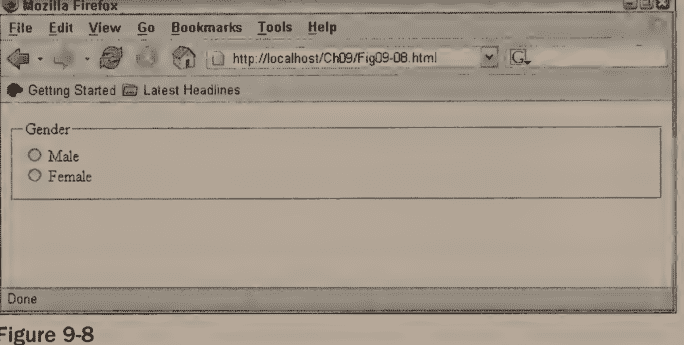 Mozilla Firefox
File Edit View Go Bookmarks Tools Help
http://localhost/Ch09/Fig09-08.html G
Getting Started Latest Headlines
Gender
Male
Female
Done
Figure 9-8